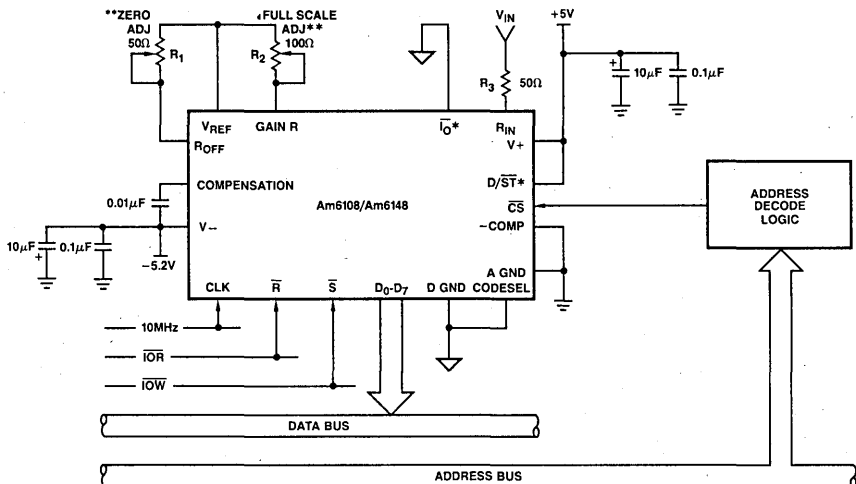 **ZERO
ADJ
50Ω
R1
FULL SCALE
ADJ**
100Ω
R2
VIN
+5V
R3
50Ω
+
10µF
0.1µF
VREF
GAIN R
IO*
RIN
ROFF
V+
COMPENSATION
D/ST*
0.01µF
Am6108/Am6148
CS
ADDRESS
DECODE
LOGIC
V–
~COMP
10µF
+
0.1µF
–5.2V
A GND
CLK
R
S
D0-D7
D GND
CODESEL
10MHz
IOR
IOW
DATA BUS
ADDRESS BUS